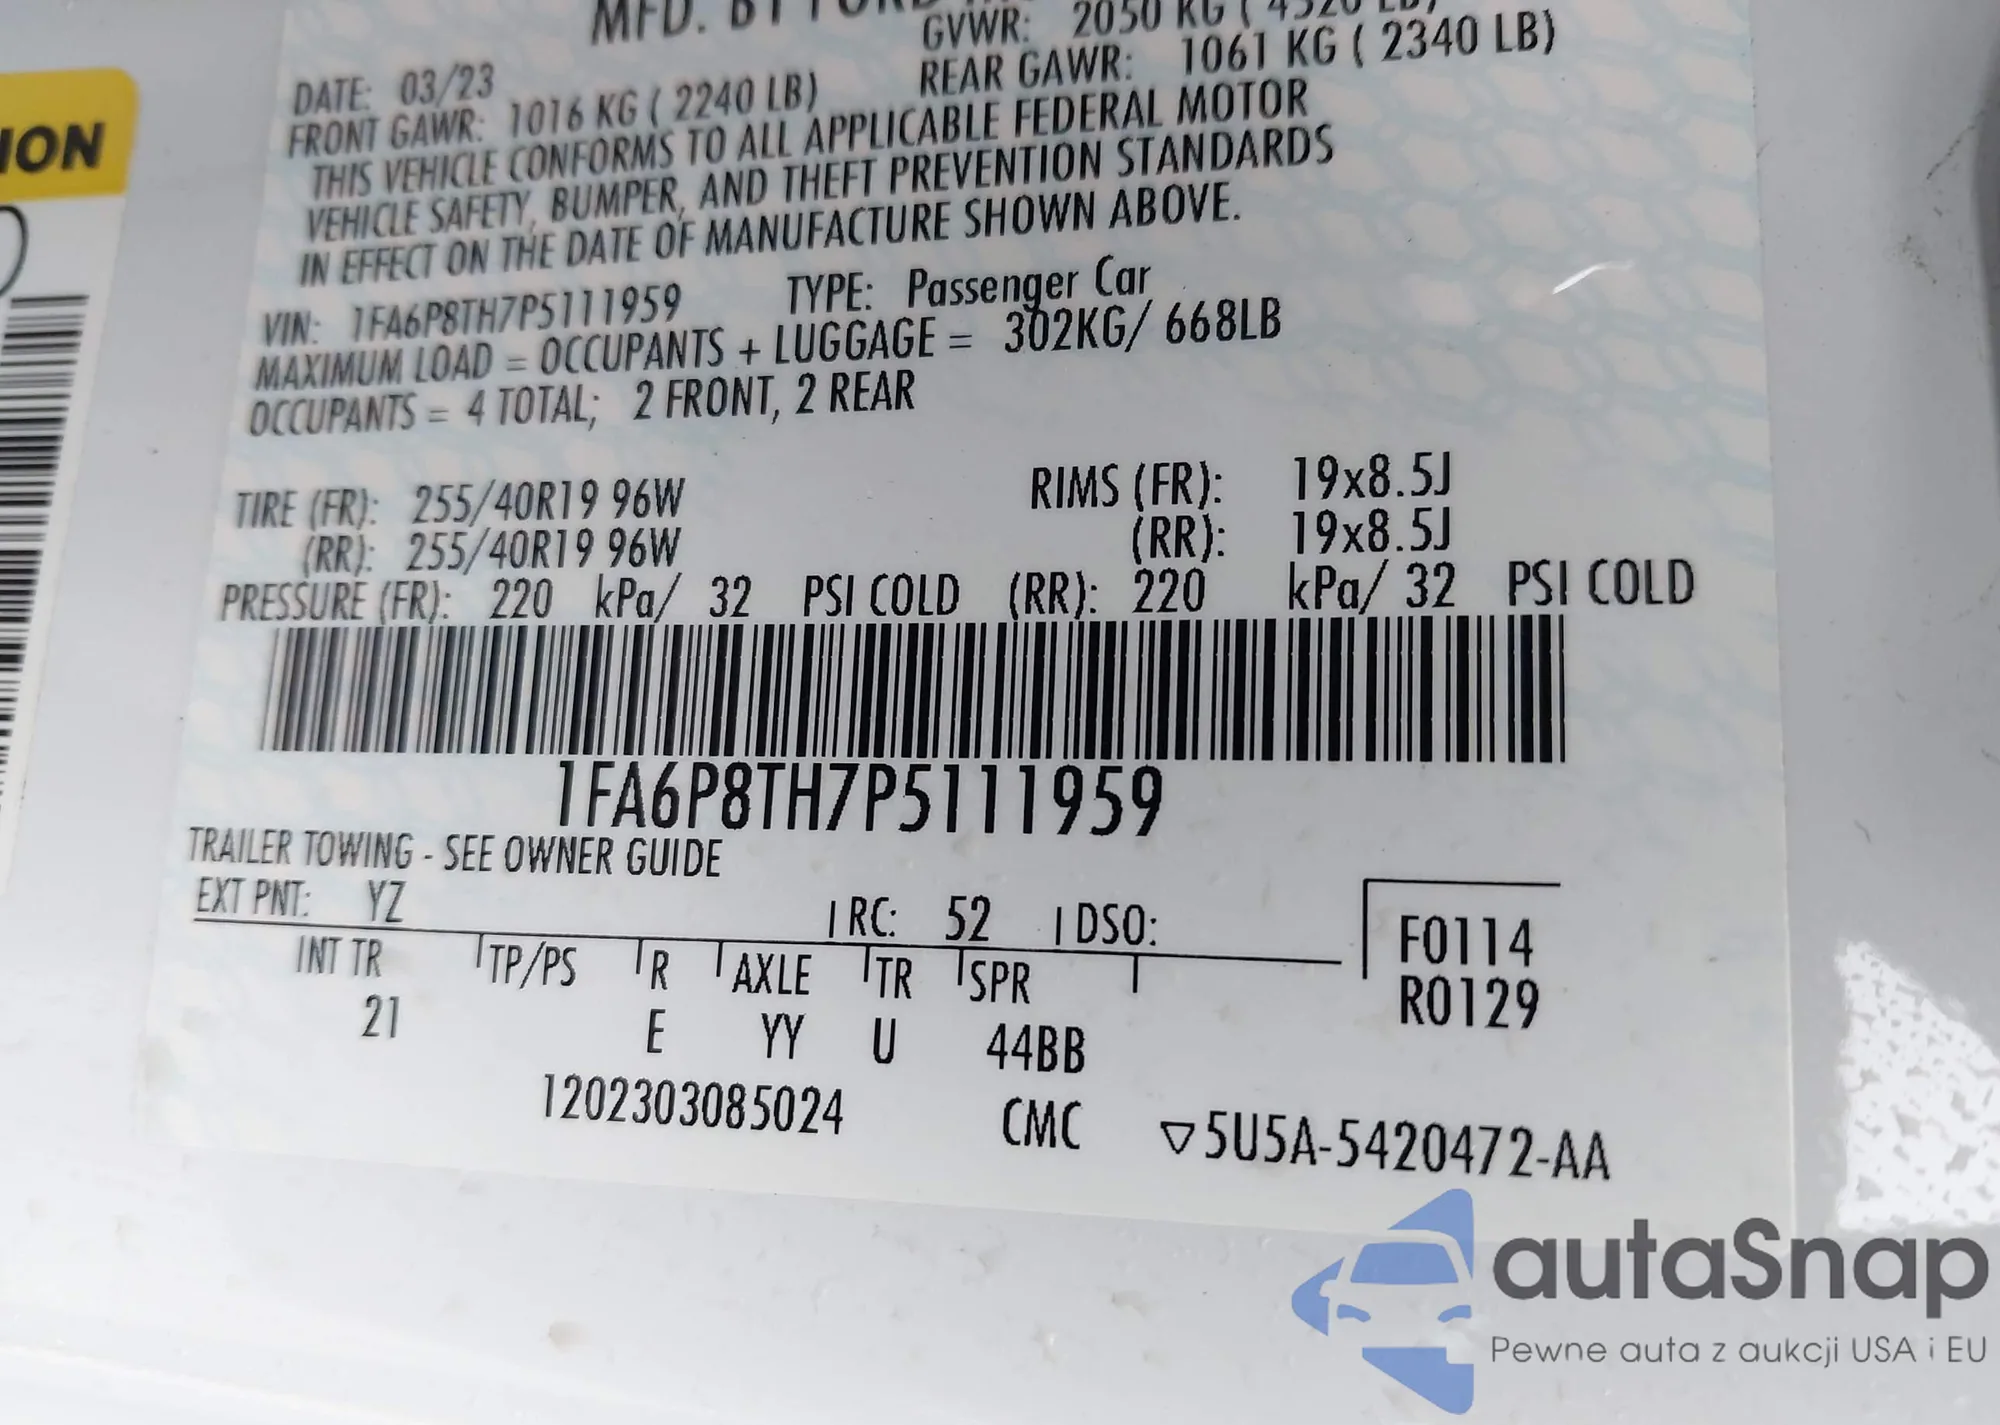 MFD. BY FORD
GVWR: 2050 KG ( 4520 LB)
DATE: 03/23
REAR GAWR: 1061 KG ( 2340 LB)
FRONT GAWR: 1016 KG ( 2240 LB)
THIS VEHICLE CONFORMS TO ALL APPLICABLE FEDERAL MOTOR
VEHICLE SAFETY, BUMPER, AND THEFT PREVENTION STANDARDS
IN EFFECT ON THE DATE OF MANUFACTURE SHOWN ABOVE.
VIN: 1FA6P8TH7P5111959 TYPE: Passenger Car
MAXIMUM LOAD = OCCUPANTS + LUGGAGE = 302KG/ 668LB
OCCUPANTS = 4 TOTAL; 2 FRONT, 2 REAR
TIRE (FR): 255/40R19 96W RIMS (FR): 19x8.5J
(RR): 255/40R19 96W (RR): 19x8.5J
PRESSURE (FR): 220 kPa/ 32 PSI COLD (RR): 220 kPa/ 32 PSI COLD
1FA6P8TH7P5111959
TRAILER TOWING - SEE OWNER GUIDE
EXT PNT: YZ RC: 52 DSO:
F0114
R0129
INT TR TP/PS R AXLE TR SPR
21 E YY U 44BB
1202303085024 CMC ▽5U5A-5420472-AA
ION
autaSnap
Pewne auta z aukcji USA i EU